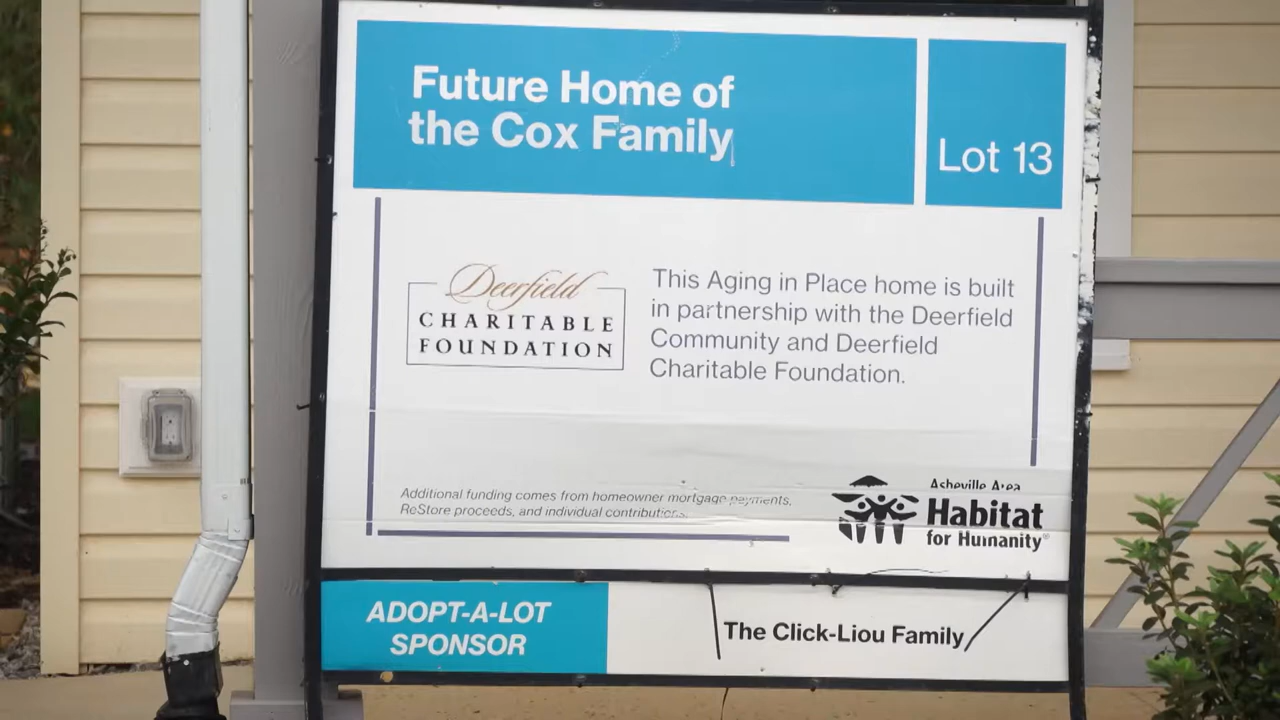 Future Home of
the Cox Family
Lot 13
Deerfield
CHARITABLE
FOUNDATION
This Aging in Place home is built
in partnership with the Deerfield
Community and Deerfield
Charitable Foundation.
Additional funding comes from homeowner mortgage payments,
ReStore proceeds, and individual contributions.
Asheville Area
Habitat
for Humanity®
ADOPT-A-LOT
SPONSOR
The Click-Liou Family